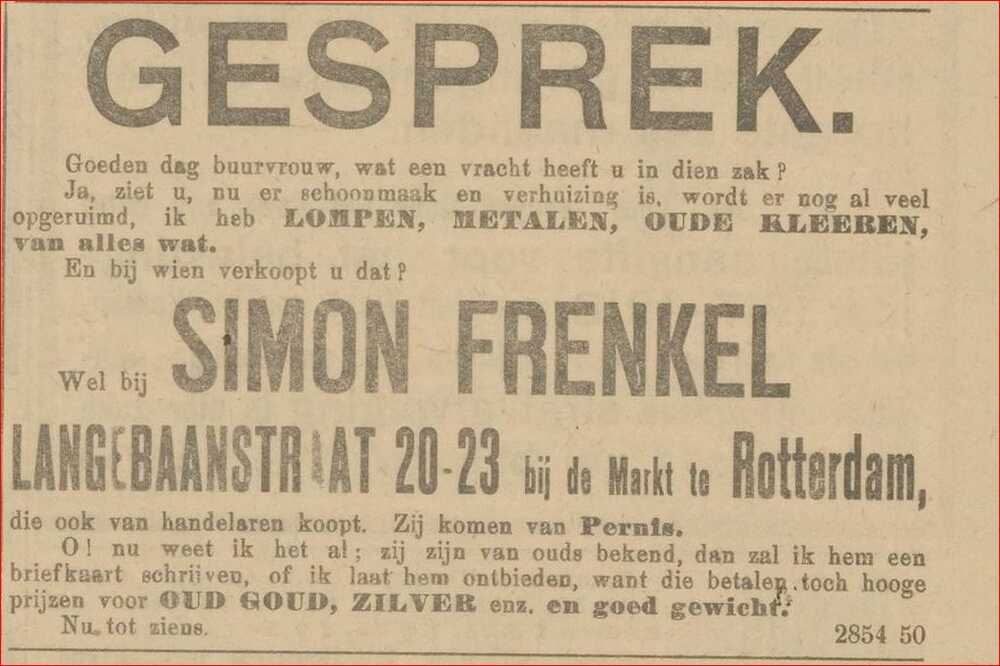 GESPREK.
Goeden dag buurvrouw, wat een vracht heeft u in dien zak?
Ja, ziet u, nu er schoonmaak en verhuizing is, wordt er nog al veel
opgeruimd, ik heb LOMPEN, METALEN, OUDE KLEEREN,
van alles wat.
En bij wien verkoopt u dat?
Wel bij SIMON FRENKEL
LANGEBAANSTRAAT 20-23 bij de Markt te Rotterdam,
die ook van handelaren koopt. Zij komen van Pernis.
O! nu weet ik het al; zij zijn van ouds bekend, dan zal ik hem een
briefkaart schrijven, of ik laat hem ontbieden, want die betalen toch hooge
prijzen voor OUD GOUD, ZILVER enz. en goed gewicht.
Nu tot ziens.
2854 50